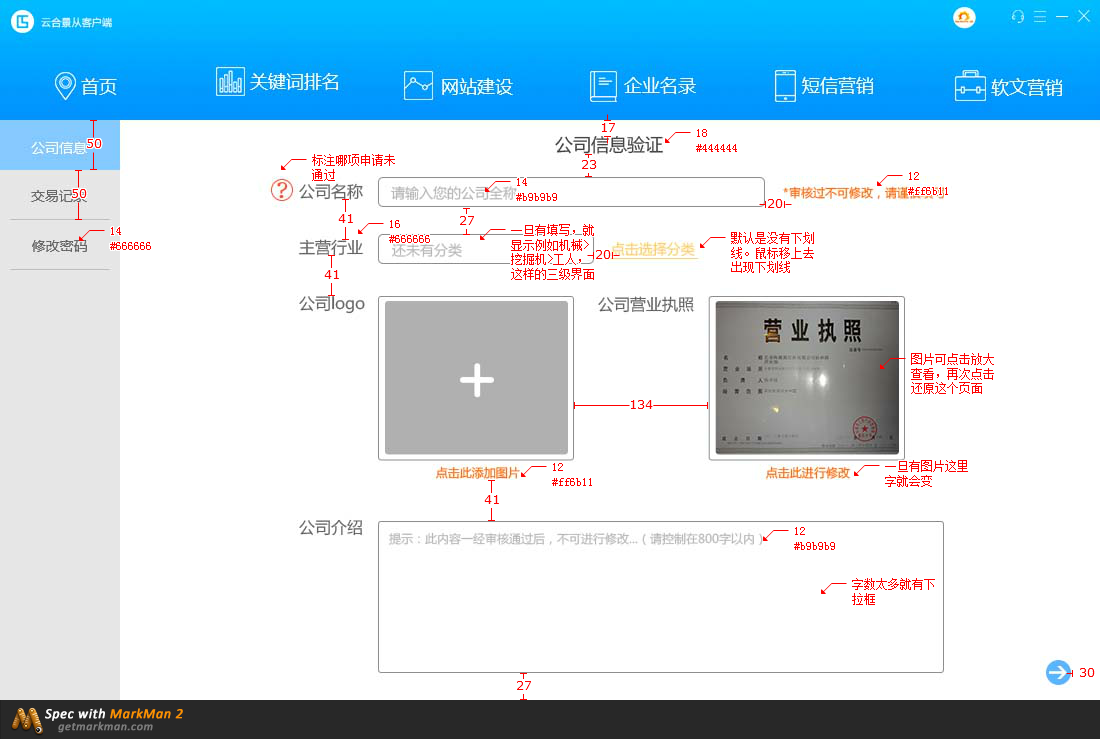 云合景从客户端
首页
关键词排名
网站建设
企业名录
短信营销
软文营销
公司信息
50
交易记录
50
修改密码
14
#666666
17
公司信息验证
18
#444444
23
标注哪项申请未
通过
?
公司名称
请输入您的公司全称
14
#b9b9b9
20
*审核过不可修改，请谨
12
#ff6b11
41
27
16
#666666
主营行业
还未有分类
一旦有填写，就
显示例如机械>
挖掘机>工人，
这样的三级界面
20
点击选择分类
默认是没有下划
线。鼠标移上去
出现下划线
41
公司logo
公司营业执照
营业执照
134
图片可点击放大
查看，再次点击
还原这个页面
点击此添加图片
12
#ff6b11
点击此进行修改
一旦有图片这里
字就会变
41
公司介绍
提示：此内容一经审核通过后，不可进行修改...（请控制在800字以内）
12
#b9b9b9
字数太多就有下
拉框
30
27
Spec with MarkMan 2
getmarkman.com